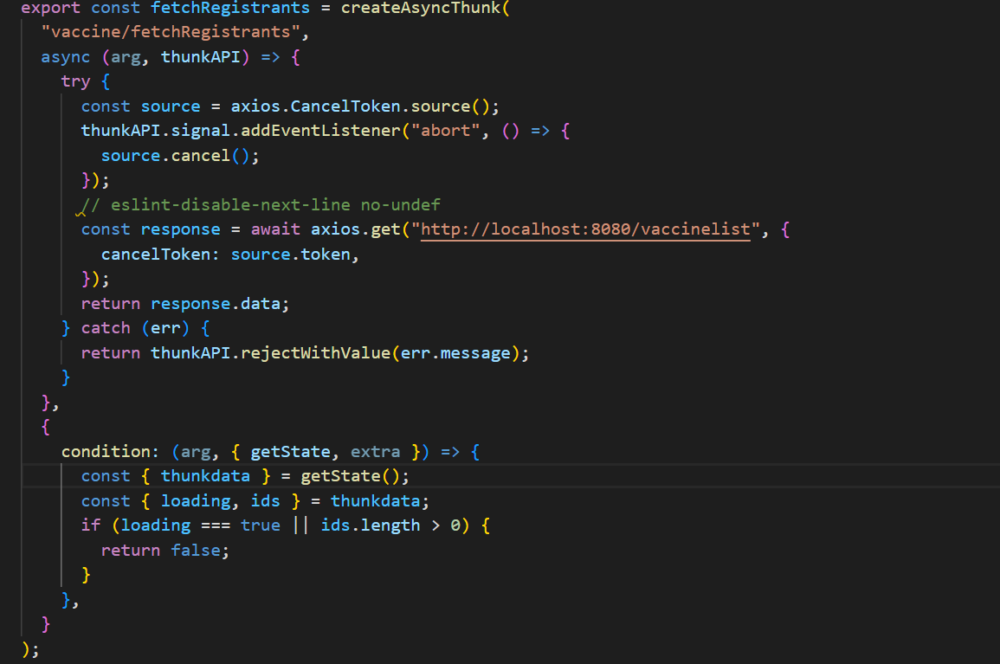 export const fetchRegistrants = createAsyncThunk(
  "vaccine/fetchRegistrants",
  async (arg, thunkAPI) => {
    try {
      const source = axios.CancelToken.source();
      thunkAPI.signal.addEventListener("abort", () => {
        source.cancel();
      });
      // eslint-disable-next-line no-undef
      const response = await axios.get("http://localhost:8080/vaccinelist", {
        cancelToken: source.token,
      });
      return response.data;
    } catch (err) {
      return thunkAPI.rejectWithValue(err.message);
    }
  },
  {
    condition: (arg, { getState, extra }) => {
      const { thunkdata } = getState();
      const { loading, ids } = thunkdata;
      if (loading === true || ids.length > 0) {
        return false;
      }
    },
  }
);